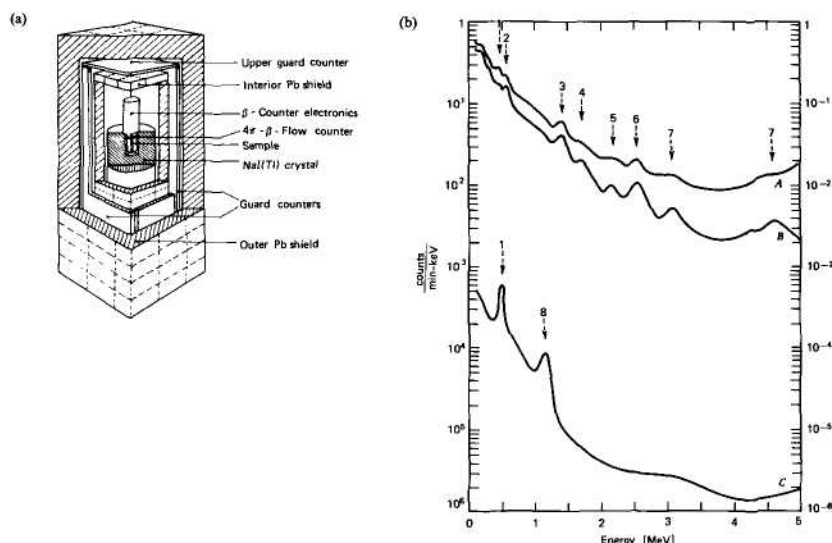 (a)
Upper guard counter
Interior Pb shield
β - Counter electronics
4π - β - Flow counter
Sample
NaI(Tl) crystal
Guard counters
Outer Pb shield
(b)
1
10¹
10²
10³
10⁴
10⁵
10⁶
counts
min-keV
2
3
4
5
6
7
7
A
B
1
8
C
1
10⁻¹
10⁻²
10⁻³
10⁻⁴
10⁻⁵
10⁻⁶
0
1
2
3
4
5
Energy [MeV]